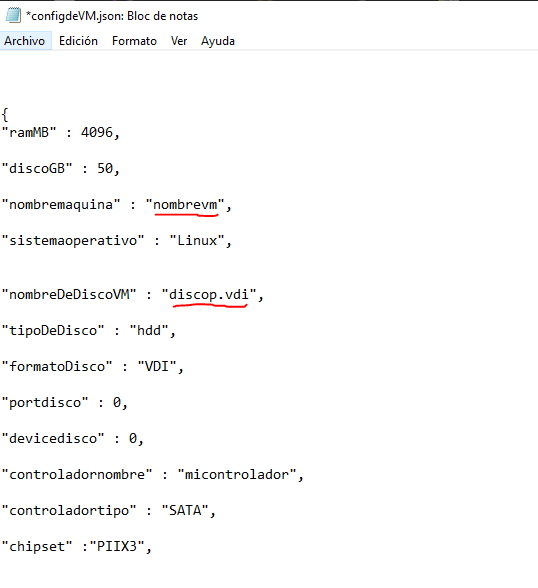 *configdeVM.json: Bloc de notas
Archivo Edición Formato Ver Ayuda
{
"ramMB" : 4096,
"discoGB" : 50,
"nombremaquina" : "nombrevm",
"sistemaoperativo" : "Linux",
"nombreDeDiscoVM" : "discop.vdi",
"tipoDeDisco" : "hdd",
"formatoDisco" : "VDI",
"portdisco" : 0,
"devicedisco" : 0,
"controladornombre" : "micontrolador",
"controladortipo" : "SATA",
"chipset" :"PIIX3",